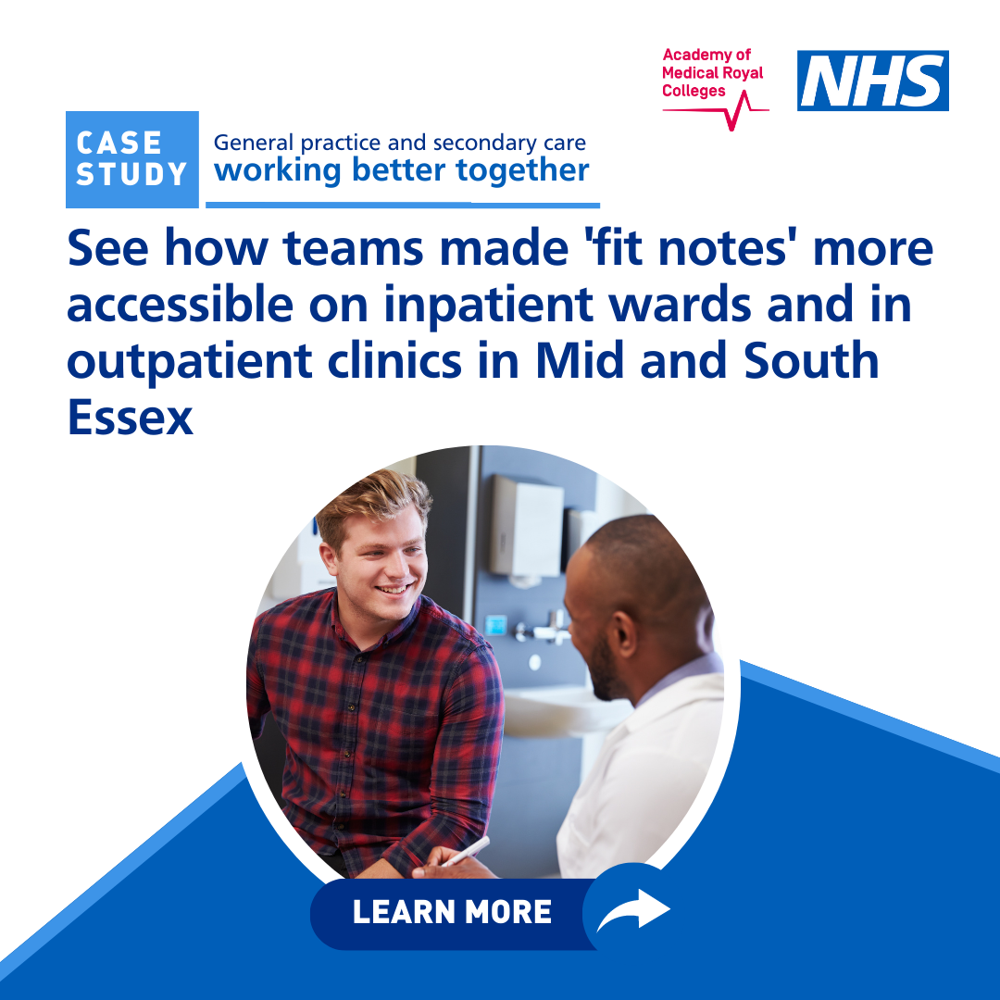 Academy of
Medical Royal
Colleges
NHS
CASE
STUDY
General practice and secondary care
working better together
See how teams made 'fit notes' more
accessible on inpatient wards and in
outpatient clinics in Mid and South
Essex
LEARN MORE